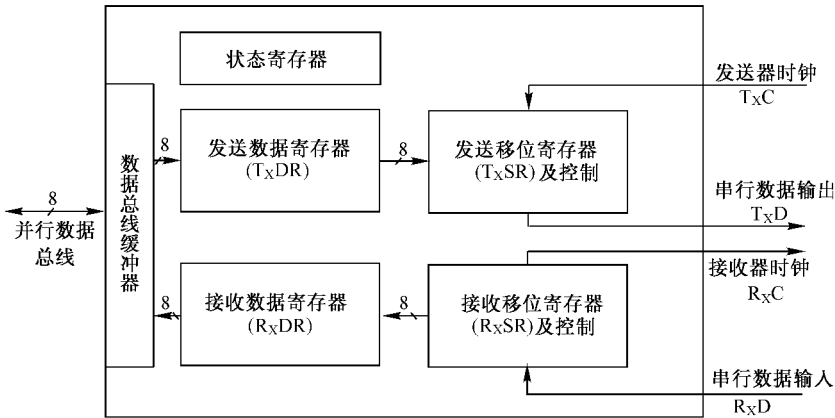 状态寄存器
发送器时钟
TXC
8
发送数据寄存器
(TXDR)
8
发送移位寄存器
(TXSR)及控制
数据总线缓冲器
8
并行数据
总线
串行数据输出
TXD
8
接收数据寄存器
(RXDR)
8
接收移位寄存器
(RXSR)及控制
接收器时钟
RXC
串行数据输入
RXD